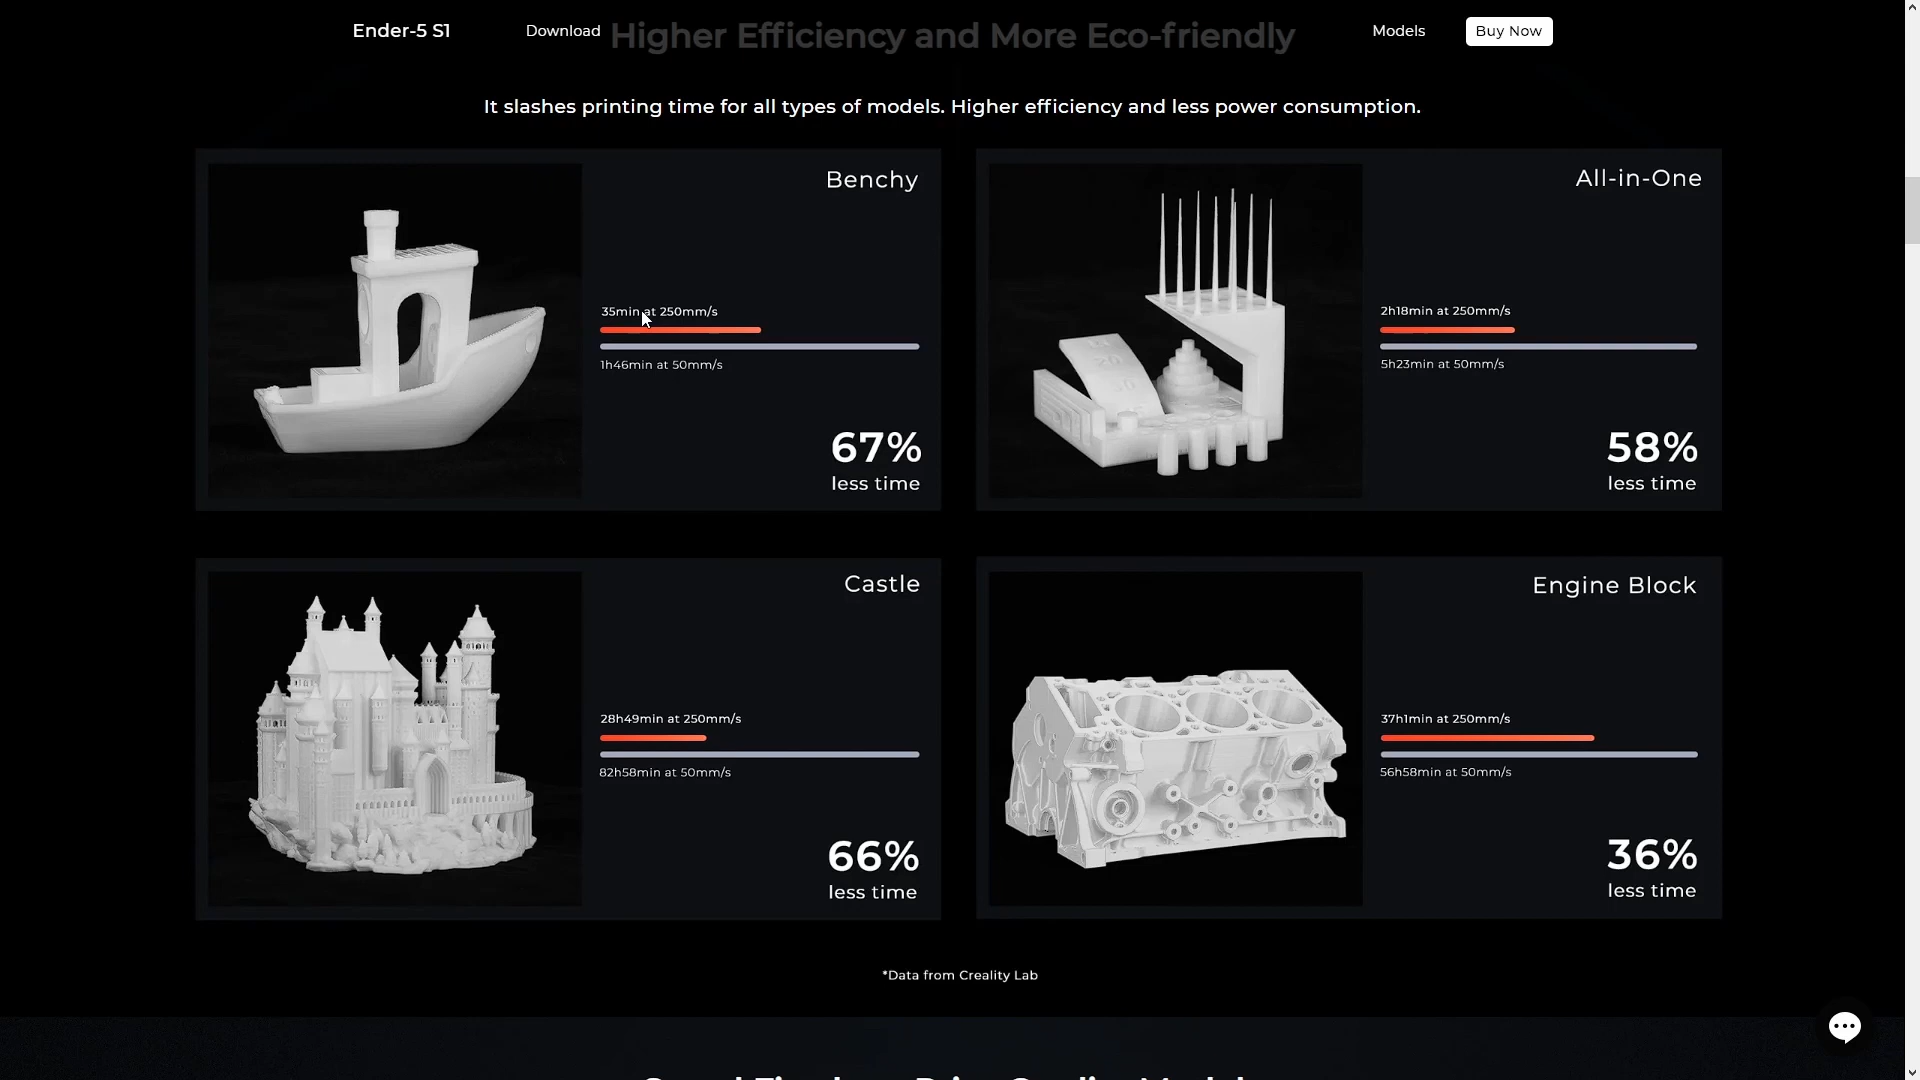 Ender-5 S1
Download
Higher Efficiency and More Eco-friendly
Models
Buy Now
It slashes printing time for all types of models. Higher efficiency and less power consumption.
Benchy
35min at 250mm/s
1h46min at 50mm/s
67%
less time
All-in-One
2h18min at 250mm/s
5h23min at 50mm/s
58%
less time
Castle
28h49min at 250mm/s
82h58min at 50mm/s
66%
less time
Engine Block
37h1min at 250mm/s
56h58min at 50mm/s
36%
less time
*Data from Creality Lab